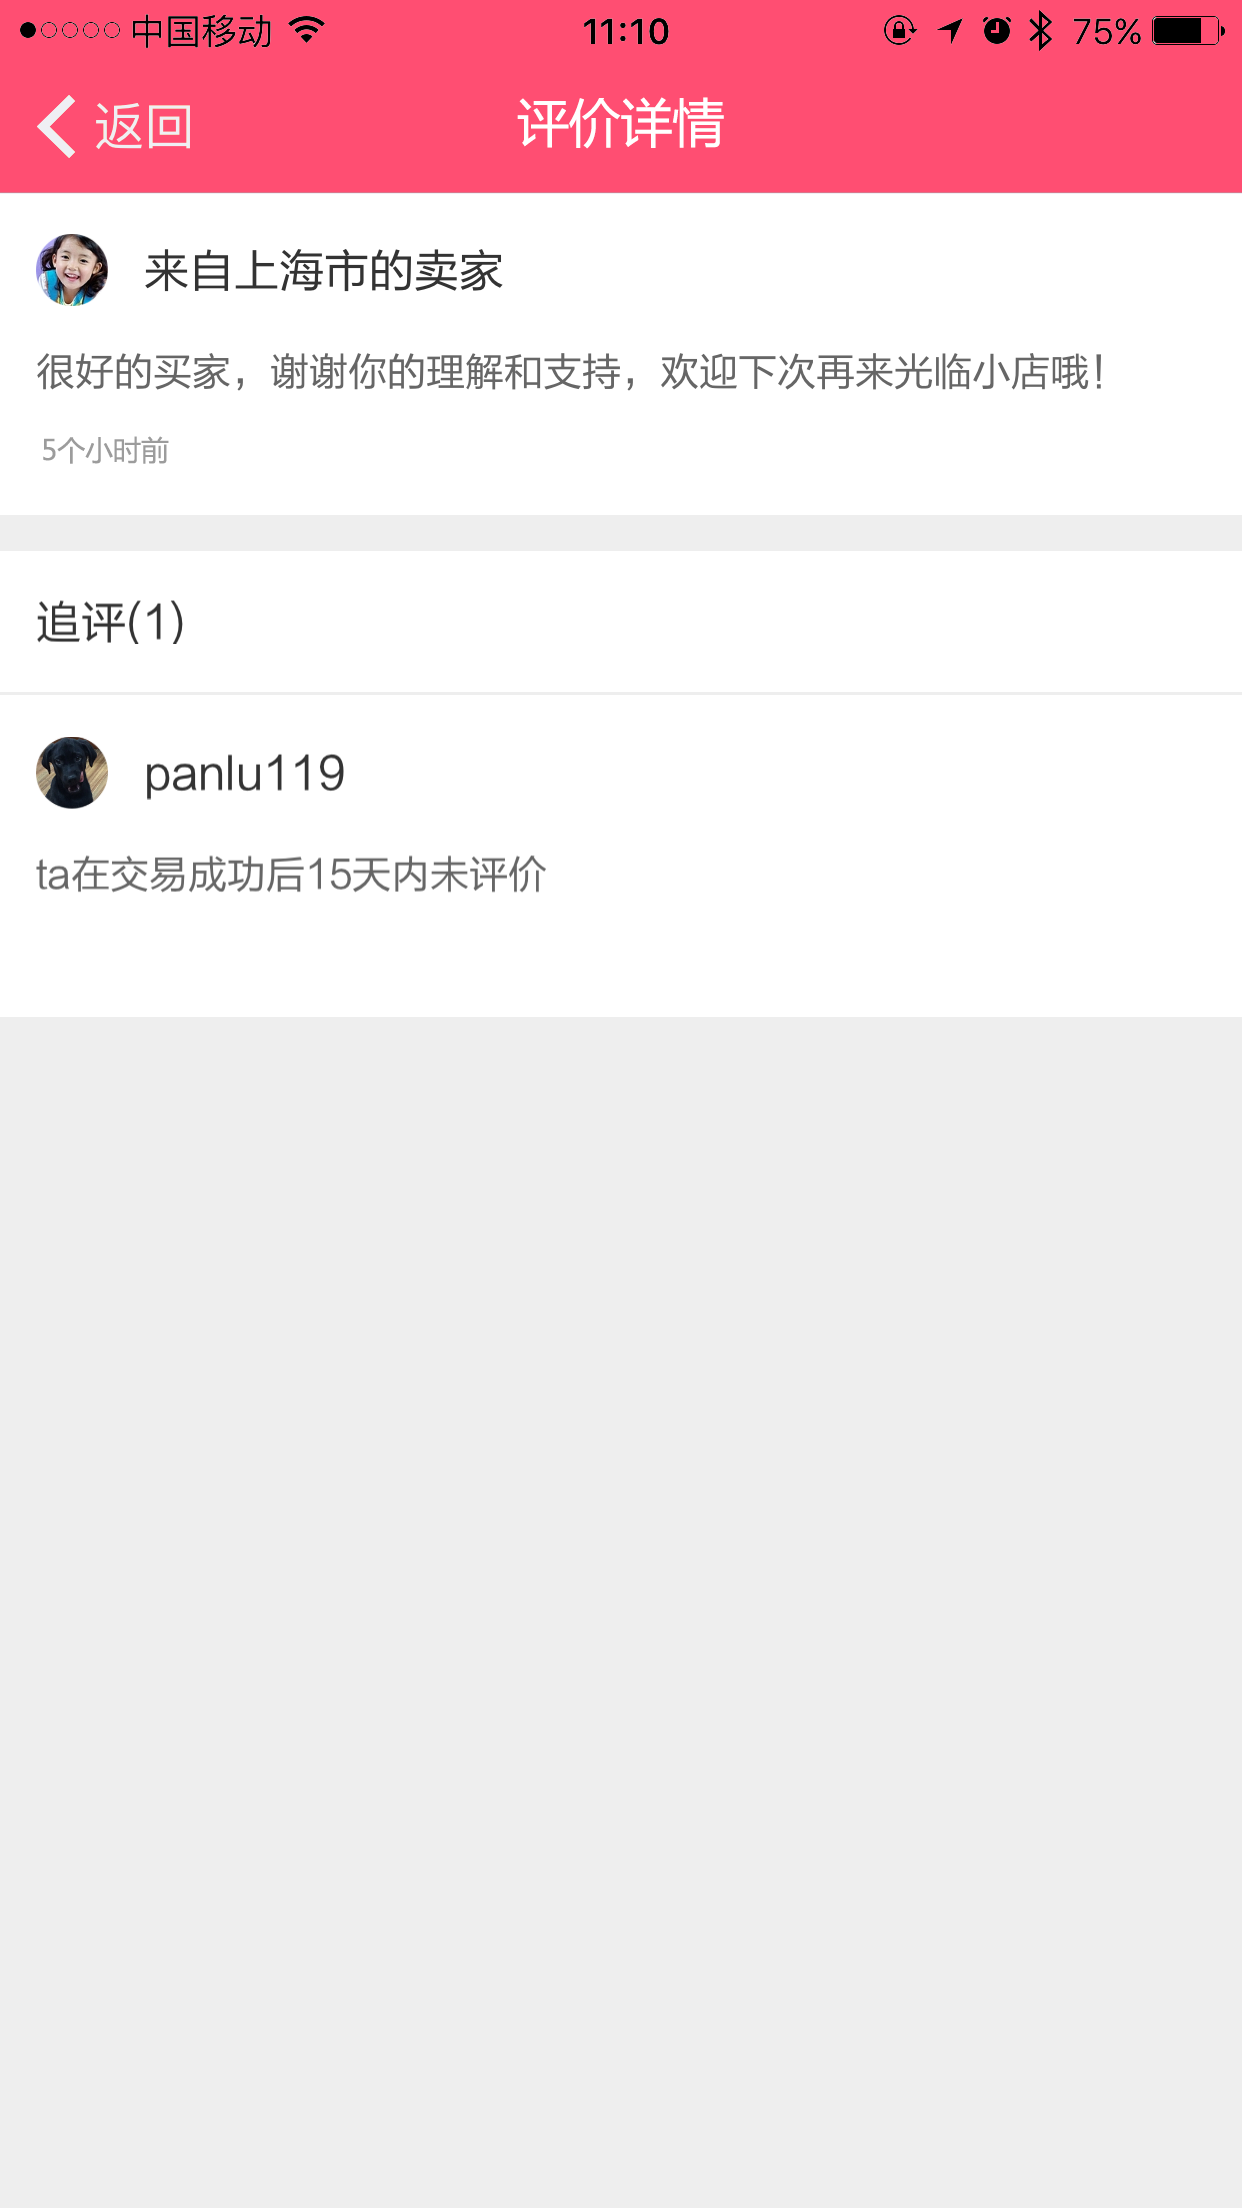 中国移动
11:10
75%
返回
评价详情
来自上海市的卖家
很好的买家，谢谢你的理解和支持，欢迎下次再来光临小店哦！
5个小时前
追评(1)
panlu119
ta在交易成功后15天内未评价